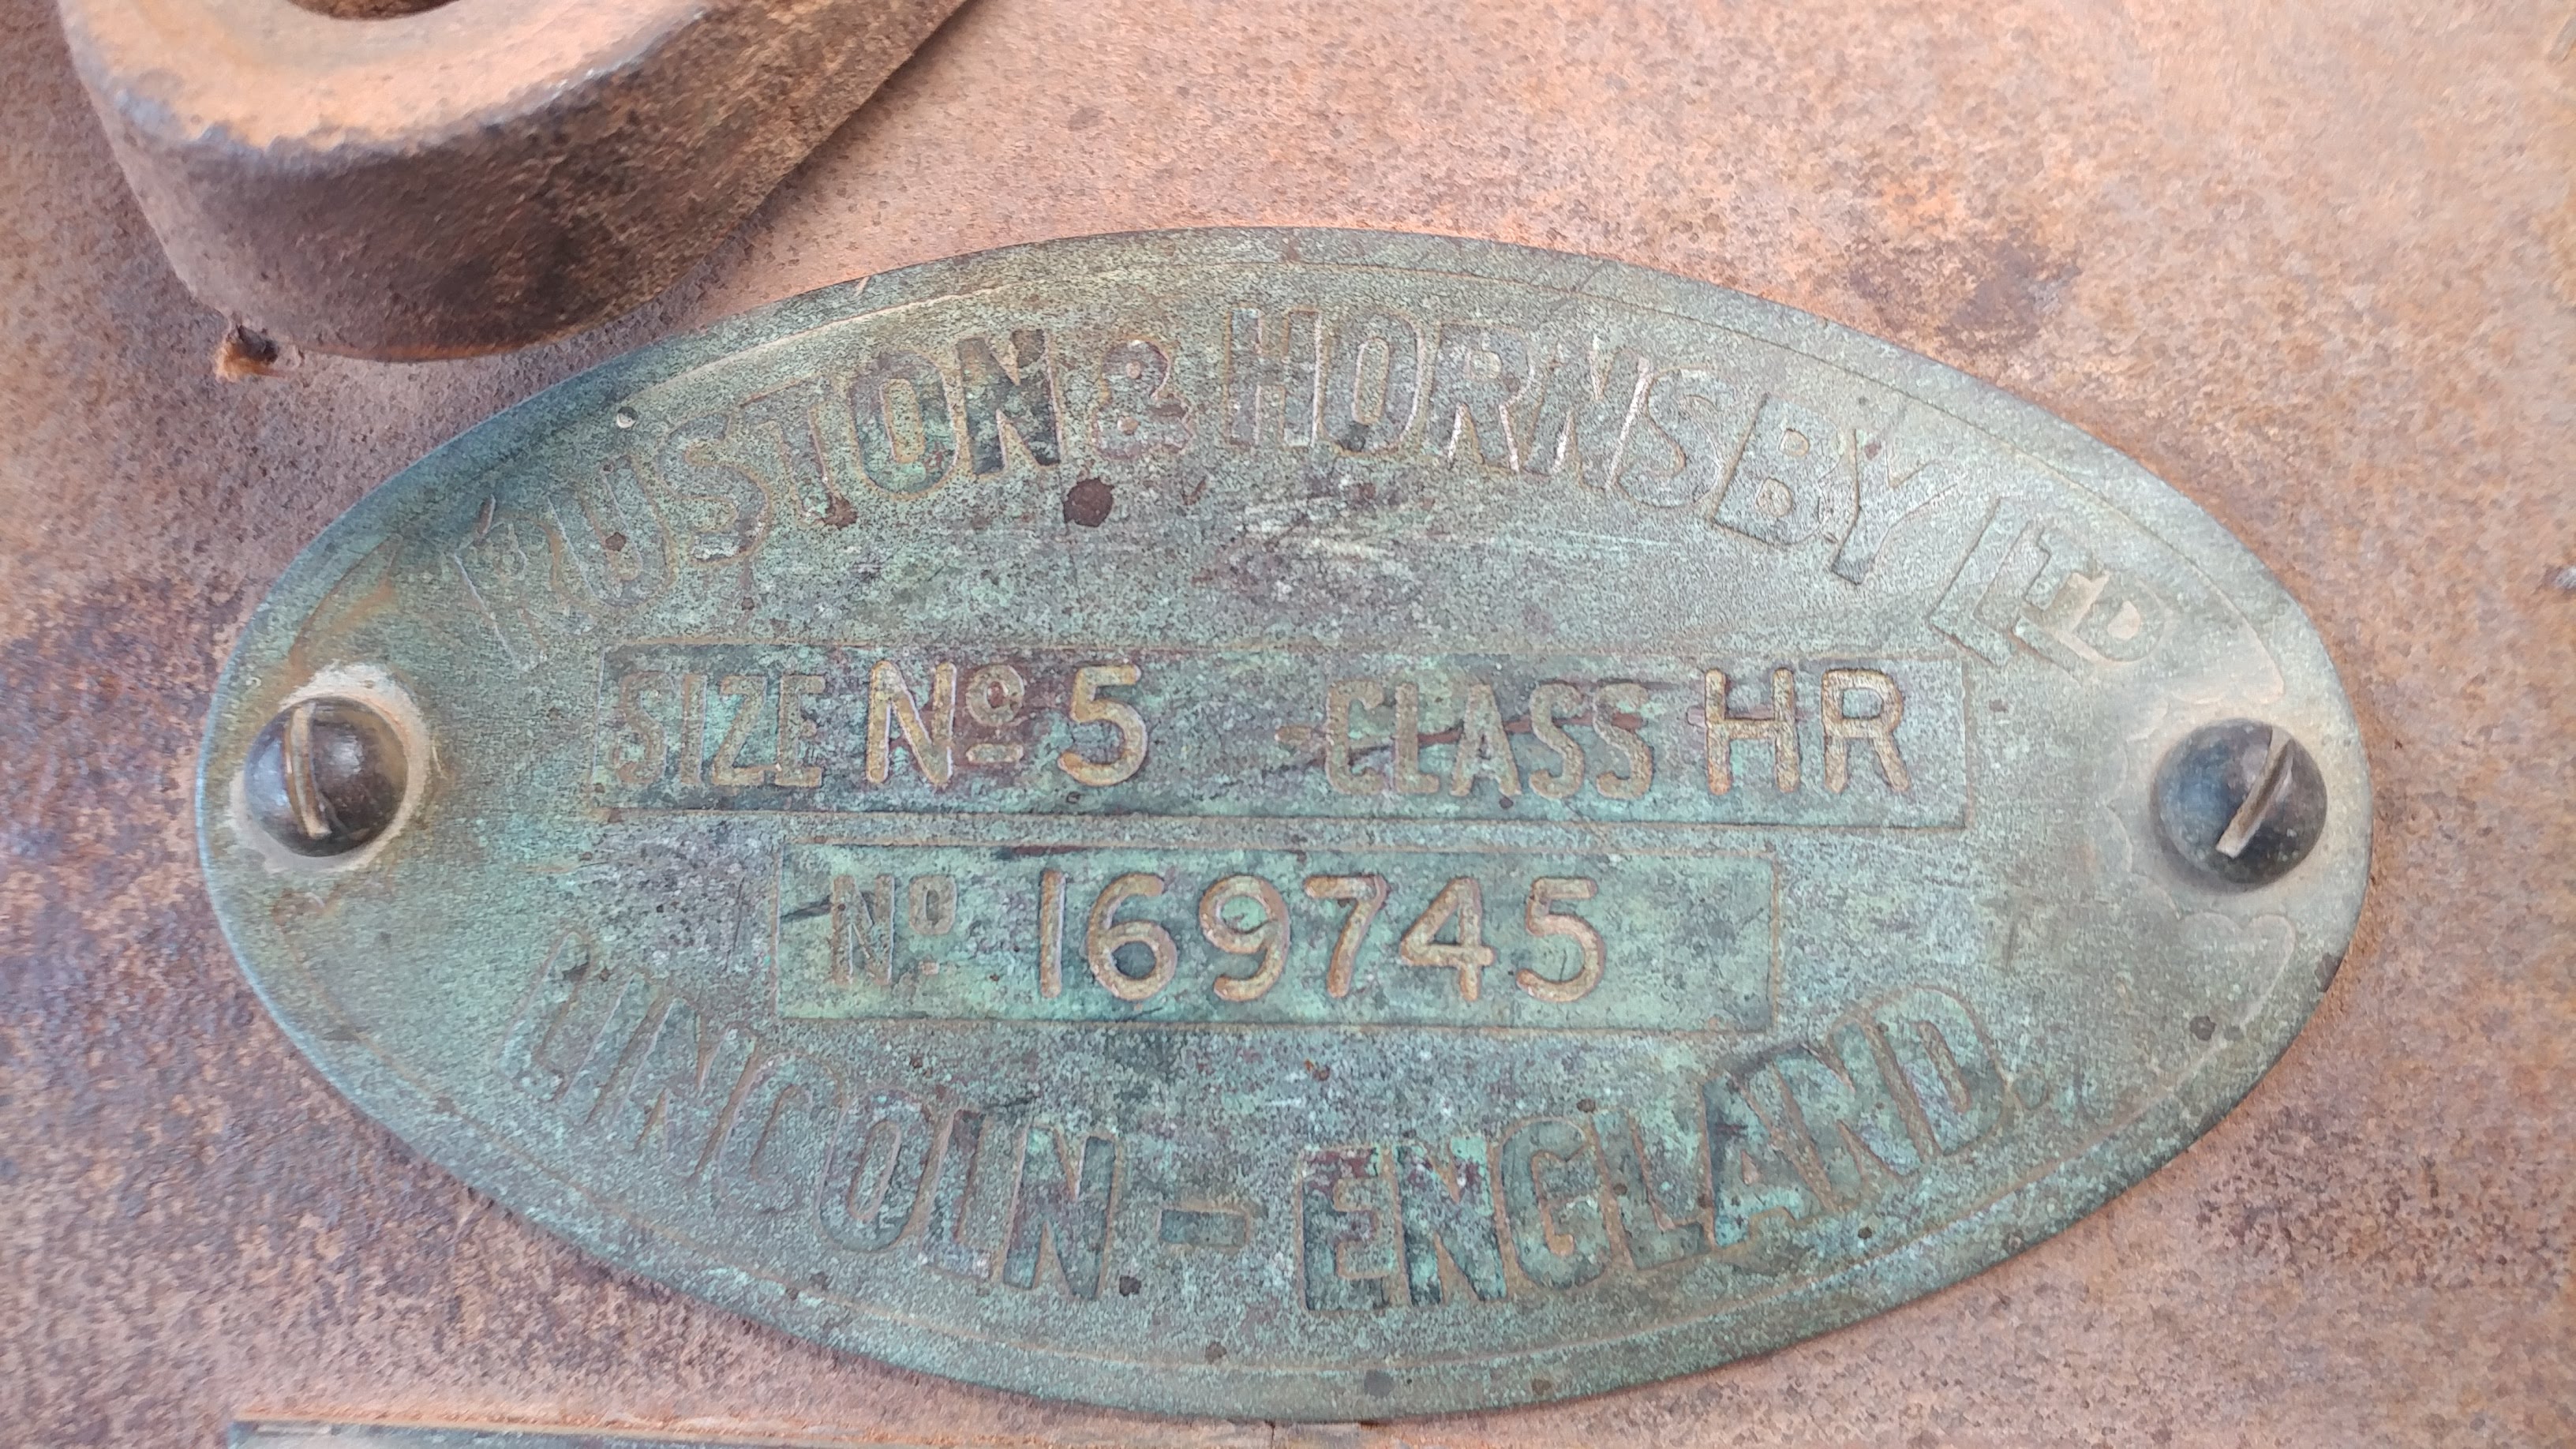 RUSTON & HORNSBY LTD
SIZE Nº 5 - CLASS HR
Nº 169745
LINCOLN - ENGLAND.